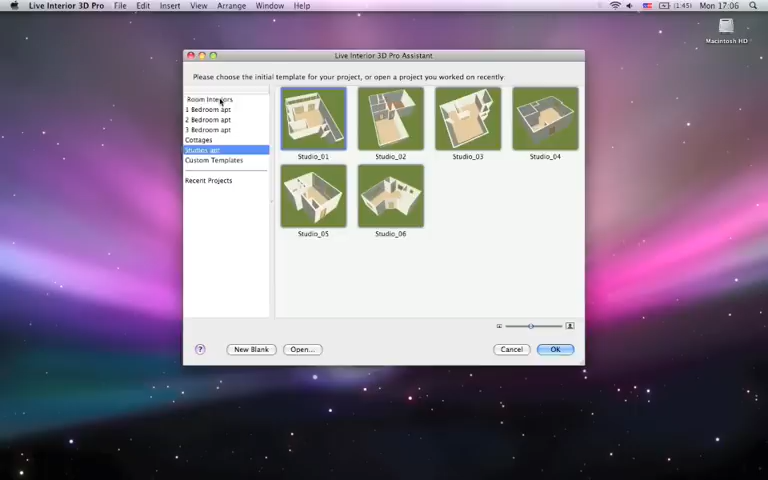 Live Interior 3D Pro File Edit Insert View Arrange Window Help (1:45) Mon 17:06
Macintosh HD
Live Interior 3D Pro Assistant
Please choose the initial template for your project, or open a project you worked on recently:
Room Interiors
1 Bedroom apt
2 Bedroom apt
3 Bedroom apt
Cottages
Studios apt
Custom Templates
Recent Projects
Studio_01
Studio_02
Studio_03
Studio_04
Studio_05
Studio_06
?
New Blank
Open...
Cancel
OK